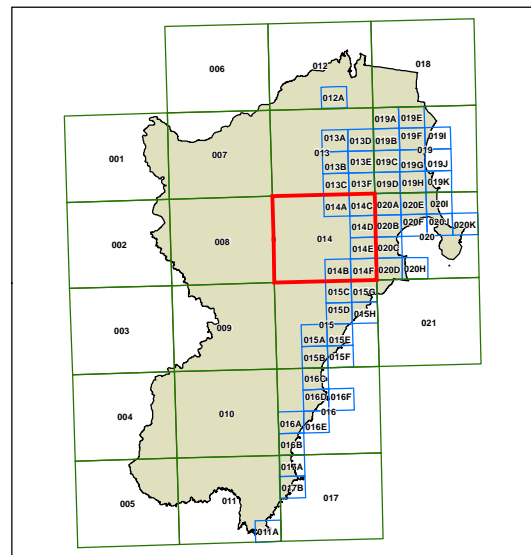 012 018
006
012A
019A 019E
013A 013D 019B 019F 019I
007 013 019
001 013B 013E 019C 019G 019J
013C 013F 019D 019H 019K
014A 014C 020A 020E 020I
014D 020B 020F 020J 020K
002 008 014 020
014E 020C
014B 014F 020D 020H
015C 015G
015D 015H
003 009 015 021
015A 015E
015B 015F
016C
016D 016F
004 010 016
016A 016E
016B
017A
017B
005 011 017
011A